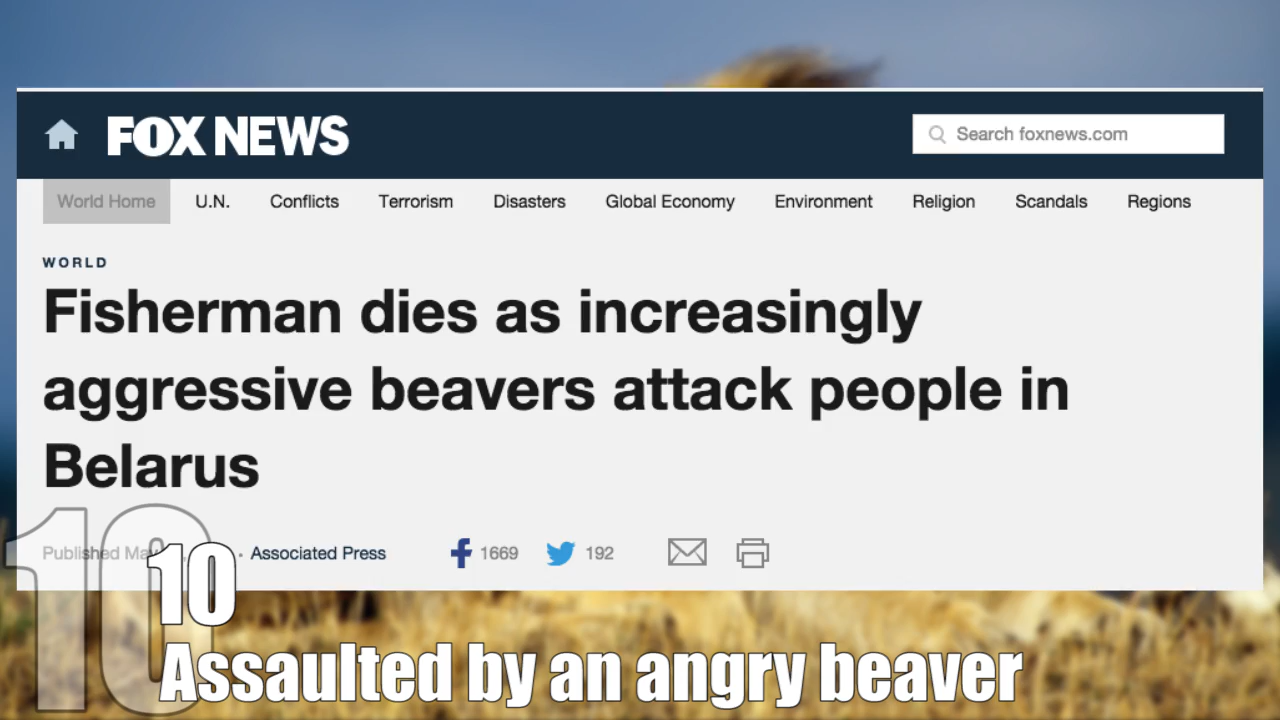 FOX NEWS
Search foxnews.com
World Home U.N. Conflicts Terrorism Disasters Global Economy Environment Religion Scandals Regions
WORLD
Fisherman dies as increasingly
aggressive beavers attack people in
Belarus
Published May · Associated Press 1669 192
10
10
Assaulted by an angry beaver